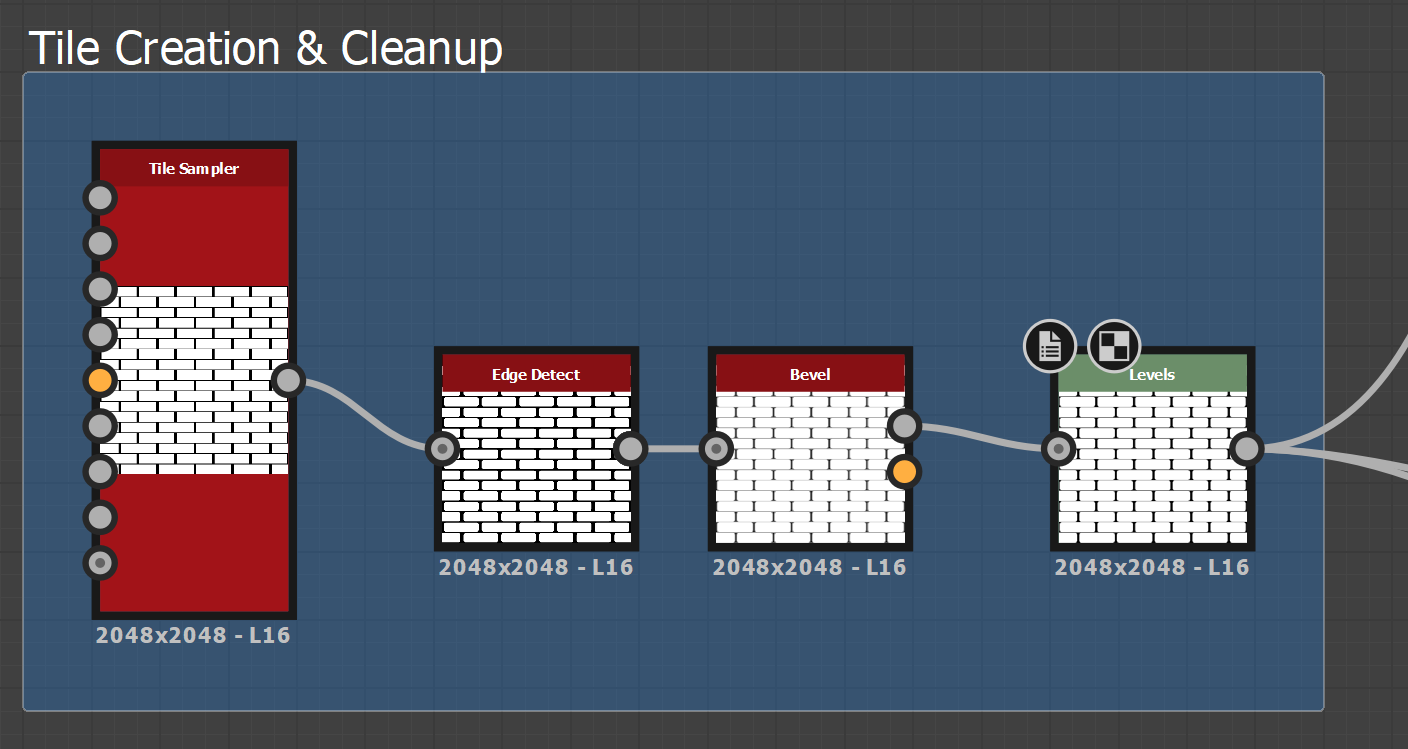 Tile Creation & Cleanup
Tile Sampler
2048x2048 - L16
Edge Detect
2048x2048 - L16
Bevel
2048x2048 - L16
Levels
2048x2048 - L16